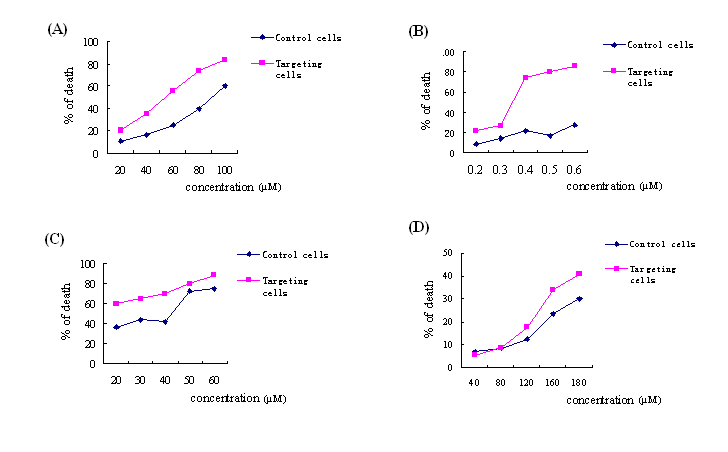 (A)
Control cells
Targeting
cells
% of death
100
80
60
40
20
0
20 40 60 80 100
concentration (μM)
(B)
Control cells
Targeting
cells
% of death
.00
80
60
40
20
0
0.2 0.3 0.4 0.5 0.6
concentration (μM)
(C)
Control cells
Targeting
cells
% of death
100
80
60
40
20
0
20 30 40 50 60
concentration (μM)
(D)
Control cells
Targeting
cells
% of death
50
40
30
20
10
0
40 80 120 160 180
concentration (μM)